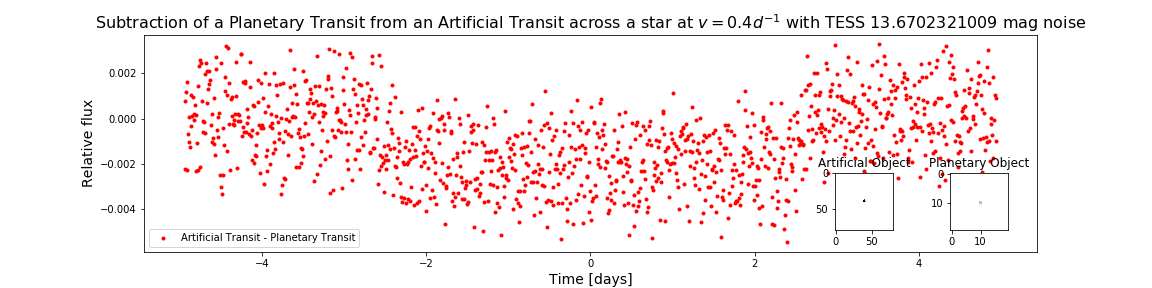 Subtraction of a Planetary Transit from an Artificial Transit across a star at v = 0.4d⁻¹ with TESS 13.6702321009 mag noise
Relative flux
0.002
0.000
−0.002
−0.004
Artificial Object
0
50
0
50
Planetary Object
0
10
0
10
Artificial Transit - Planetary Transit
−4
−2
0
2
4
Time [days]